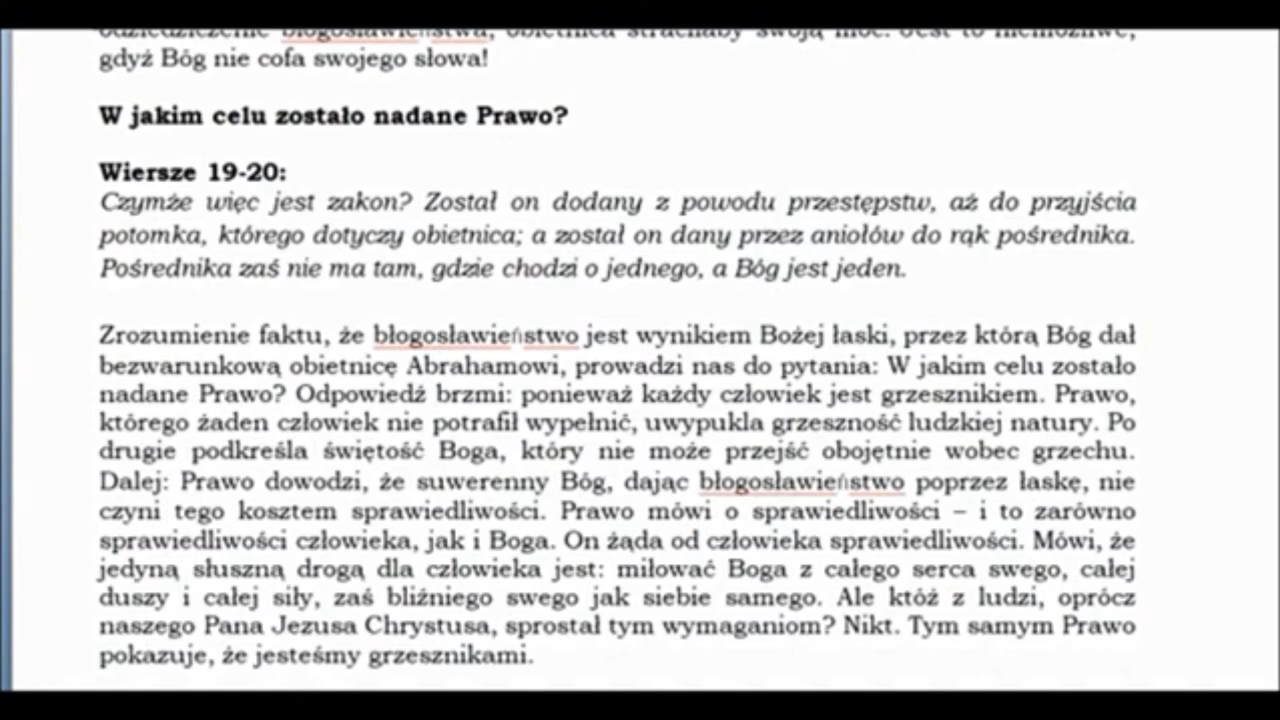 odziedziczenie błogosławieństwa, obietnica straciłaby swoją moc. Jest to niemożliwe,
gdyż Bóg nie cofa swojego słowa!
W jakim celu zostało nadane Prawo?
Wiersze 19-20:
Czymże więc jest zakon? Został on dodany z powodu przestępstw, aż do przyjścia
potomka, którego dotyczy obietnica; a został on dany przez aniołów do rąk pośrednika.
Pośrednika zaś nie ma tam, gdzie chodzi o jednego, a Bóg jest jeden.
Zrozumienie faktu, że błogosławieństwo jest wynikiem Bożej łaski, przez którą Bóg dał
bezwarunkową obietnicę Abrahamowi, prowadzi nas do pytania: W jakim celu zostało
nadane Prawo? Odpowiedź brzmi: ponieważ każdy człowiek jest grzesznikiem. Prawo,
którego żaden człowiek nie potrafił wypełnić, uwypukla grzeszność ludzkiej natury. Po
drugie podkreśla świętość Boga, który nie może przejść obojętnie wobec grzechu.
Dalej: Prawo dowodzi, że suwerenny Bóg, dając błogosławieństwo poprzez łaskę, nie
czyni tego kosztem sprawiedliwości. Prawo mówi o sprawiedliwości – i to zarówno
sprawiedliwości człowieka, jak i Boga. On żąda od człowieka sprawiedliwości. Mówi, że
jedyną słuszną drogą dla człowieka jest: miłować Boga z całego serca swego, całej
duszy i całej siły, zaś bliźniego swego jak siebie samego. Ale któż z ludzi, oprócz
naszego Pana Jezusa Chrystusa, sprostał tym wymaganiom? Nikt. Tym samym Prawo
pokazuje, że jesteśmy grzesznikami.